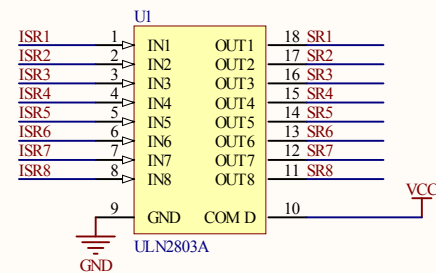 U1
ISR1 1 IN1 OUT1 18 SR1
ISR2 2 IN2 OUT2 17 SR2
ISR3 3 IN3 OUT3 16 SR3
ISR4 4 IN4 OUT4 15 SR4
ISR5 5 IN5 OUT5 14 SR5
ISR6 6 IN6 OUT6 13 SR6
ISR7 7 IN7 OUT7 12 SR7
ISR8 8 IN8 OUT8 11 SR8
VCC
9 GND COM D 10
ULN2803A
GND